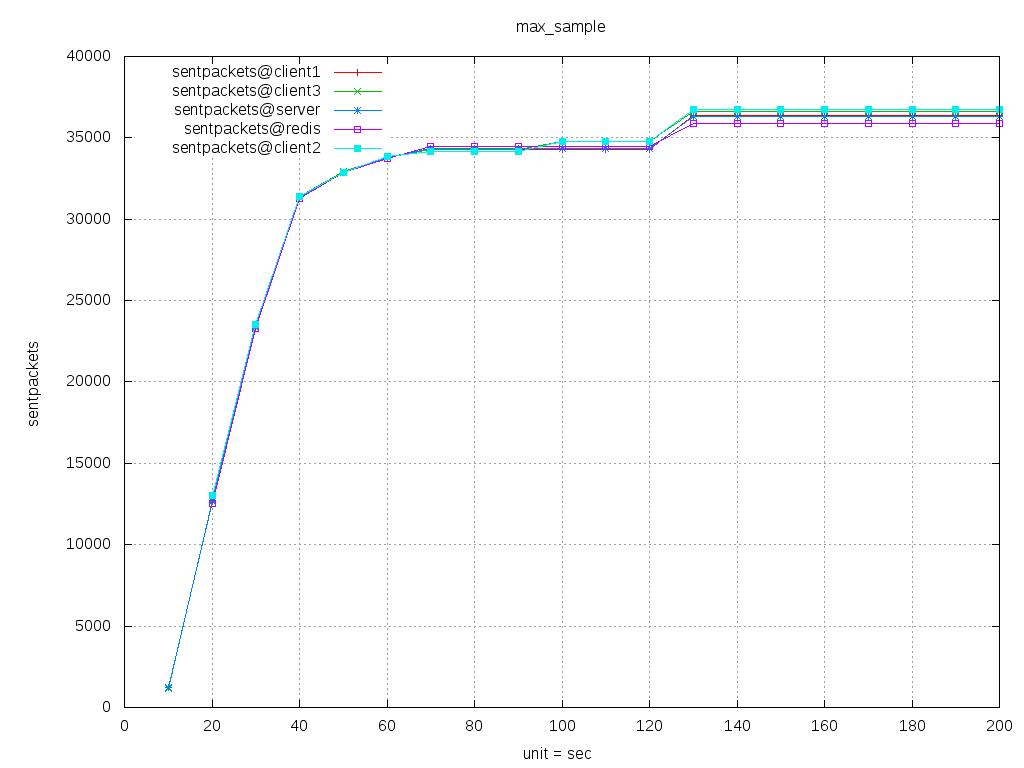 max_sample
sentpackets@client1
sentpackets@client3
sentpackets@server
sentpackets@redis
sentpackets@client2
40000
35000
30000
25000
20000
15000
10000
5000
0
sentpackets
0 20 40 60 80 100 120 140 160 180 200
unit = sec